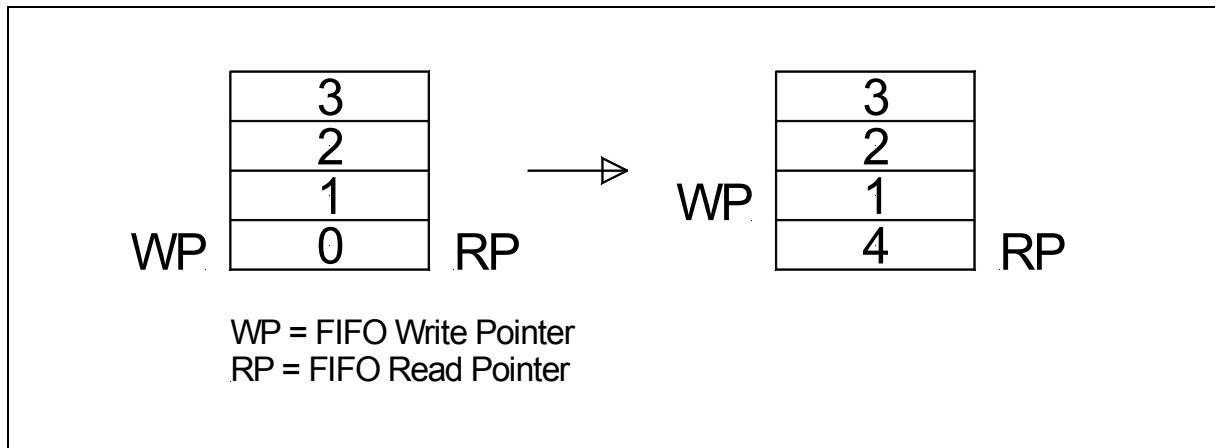 3
2
1
WP 0 RP
3
2
WP 1
4 RP
WP = FIFO Write Pointer
RP = FIFO Read Pointer